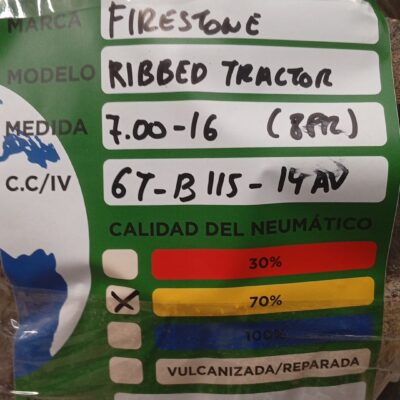 MARCA FIRESTONE
MODELO RIBBED TRACTOR
MEDIDA 7.00-16 (8PR)
C.C/IV 6T-B115-14AV
CALIDAD DEL NEUMÁTICO
30%
70%
100%
VULCANIZADA/REPARADA